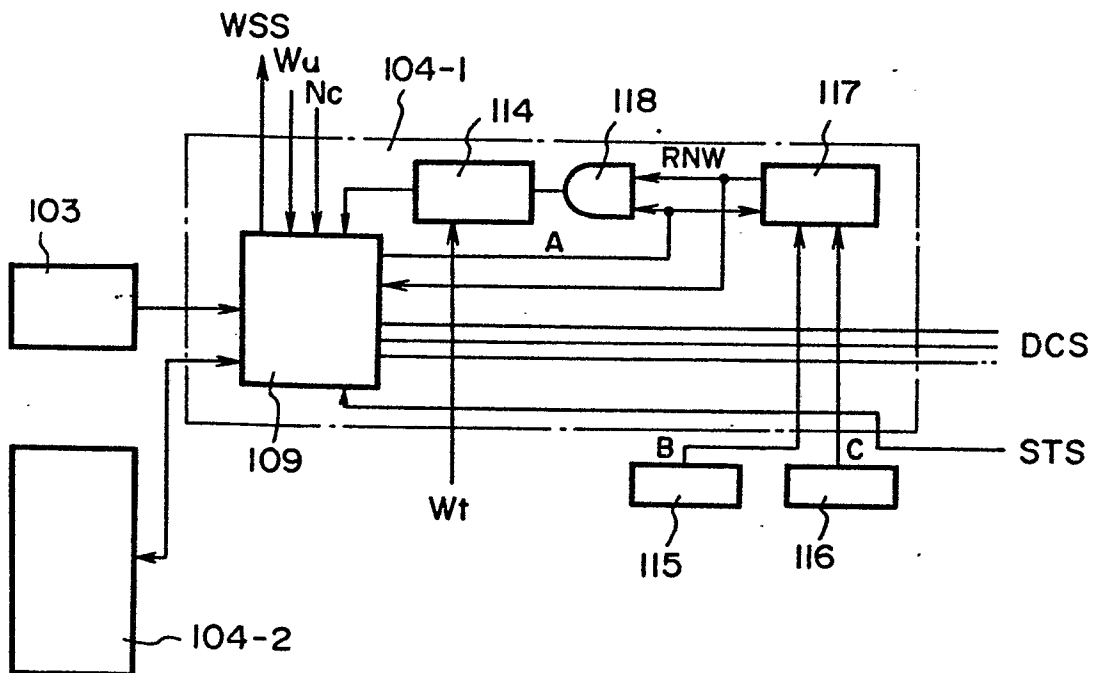 WSS
Wu
Nc
104-1
114
118
117
RNW
103
A
DCS
109
B
C
STS
Wt
115
116
104-2